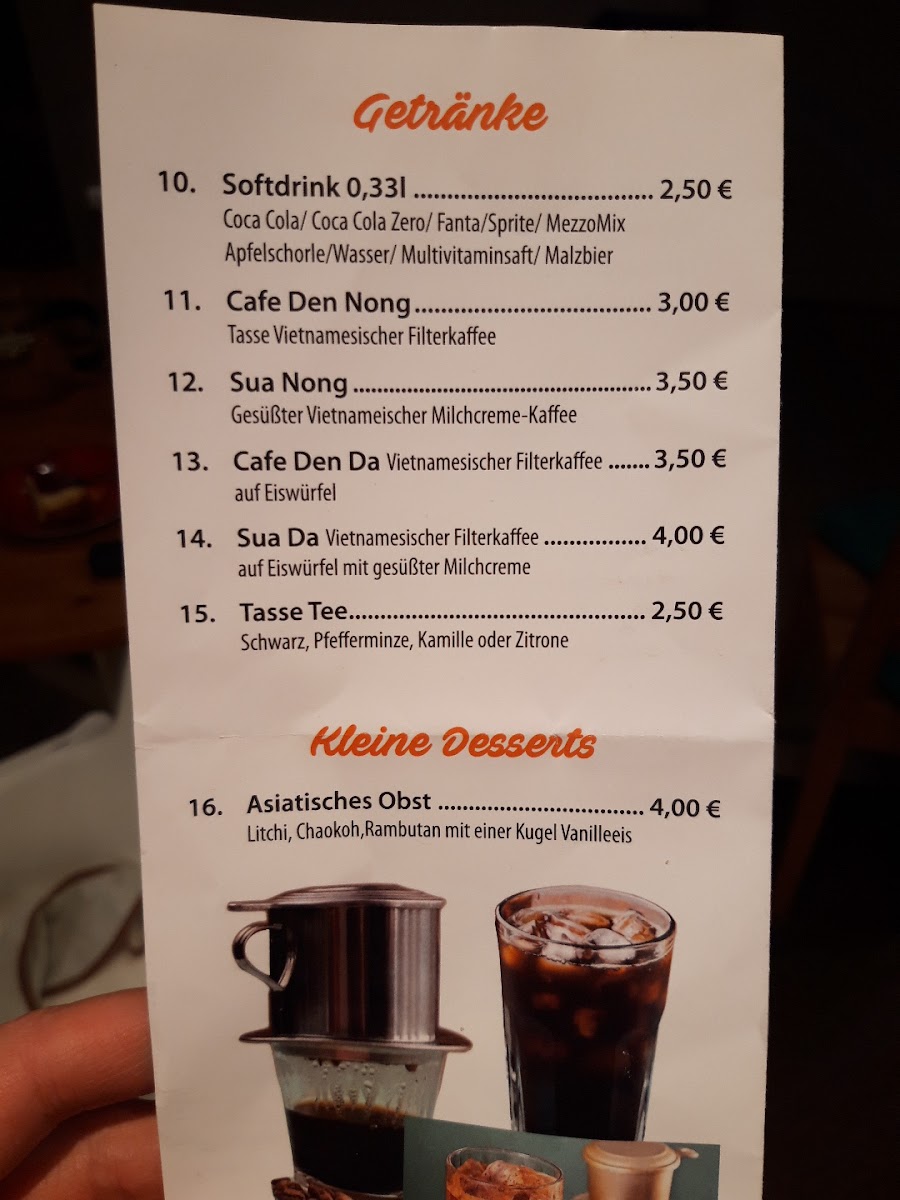 Getränke
10. Softdrink 0,33l .................................. 2,50 €
Coca Cola/ Coca Cola Zero/ Fanta/Sprite/ MezzoMix
Apfelschorle/Wasser/ Multivitaminsaft/ Malzbier
11. Cafe Den Nong.................................. 3,00 €
Tasse Vietnamesischer Filterkaffee
12. Sua Nong .................................................. 3,50 €
Gesüßter Vietnameischer Milchcreme-Kaffee
13. Cafe Den Da Vietnamesischer Filterkaffee ....... 3,50 €
auf Eiswürfel
14. Sua Da Vietnamesischer Filterkaffee ................. 4,00 €
auf Eiswürfel mit gesüßter Milchcreme
15. Tasse Tee.................................................. 2,50 €
Schwarz, Pfefferminze, Kamille oder Zitrone
Kleine Desserts
16. Asiatisches Obst .................................. 4,00 €
Litchi, Chaokoh,Rambutan mit einer Kugel Vanilleeis